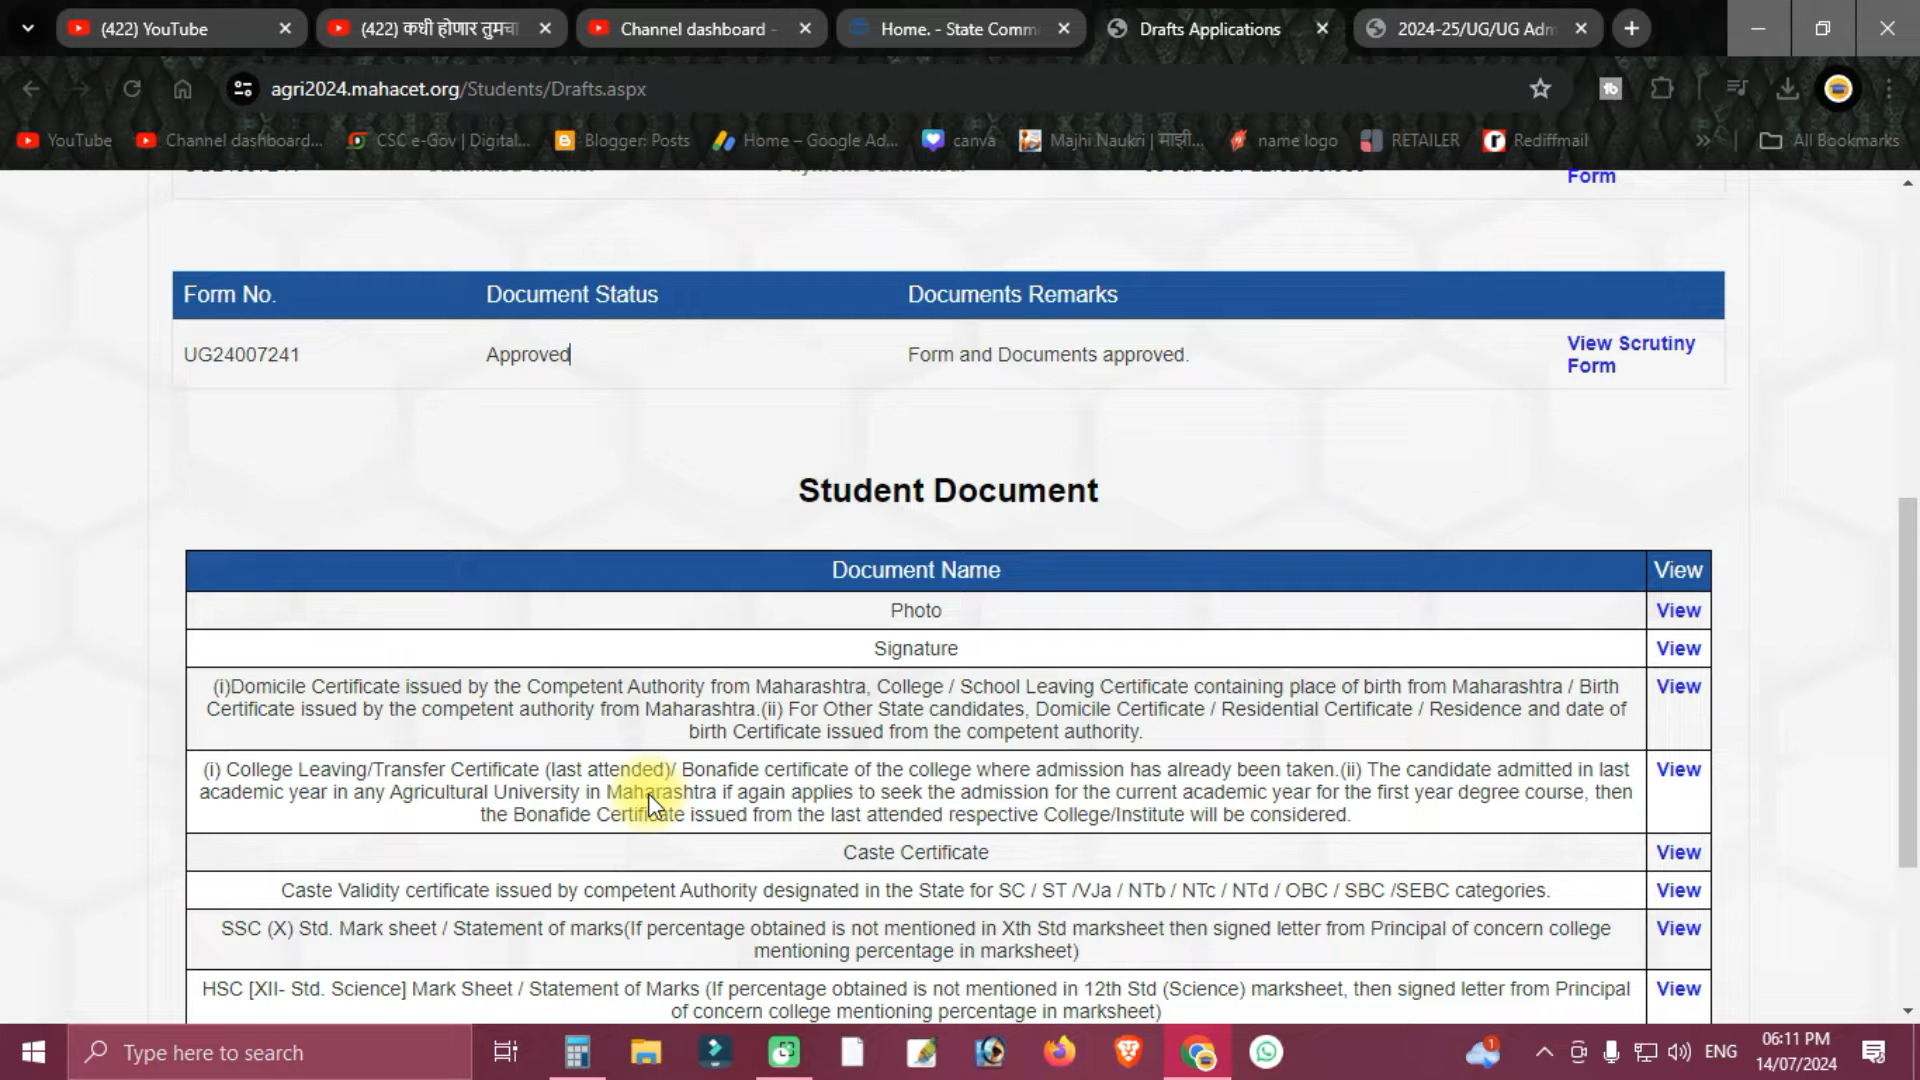 (422) YouTube
(422) कधी होणार तुमचा
Channel dashboard -
Home. - State Comm
Drafts Applications
2024-25/UG/UG Adm
agri2024.mahacet.org/Students/Drafts.aspx
YouTube
Channel dashboard...
CSC e-Gov | Digital...
Blogger: Posts
Home – Google Ad...
canva
Majhi Naukri | माझी...
name logo
RETAILER
Rediffmail
All Bookmarks
Form
Form No. Document Status Documents Remarks
UG24007241 Approved Form and Documents approved. View Scrutiny
Form
Student Document
Document Name View
Photo View
Signature View
(i)Domicile Certificate issued by the Competent Authority from Maharashtra, College / School Leaving Certificate containing place of birth from Maharashtra / Birth View
Certificate issued by the competent authority from Maharashtra.(ii) For Other State candidates, Domicile Certificate / Residential Certificate / Residence and date of
birth Certificate issued from the competent authority.
(i) College Leaving/Transfer Certificate (last attended)/ Bonafide certificate of the college where admission has already been taken.(ii) The candidate admitted in last View
academic year in any Agricultural University in Maharashtra if again applies to seek the admission for the current academic year for the first year degree course, then
the Bonafide Certificate issued from the last attended respective College/Institute will be considered.
Caste Certificate View
Caste Validity certificate issued by competent Authority designated in the State for SC / ST /VJa / NTb / NTc / NTd / OBC / SBC /SEBC categories. View
SSC (X) Std. Mark sheet / Statement of marks(If percentage obtained is not mentioned in Xth Std marksheet then signed letter from Principal of concern college View
mentioning percentage in marksheet)
HSC [XII- Std. Science] Mark Sheet / Statement of Marks (If percentage obtained is not mentioned in 12th Std (Science) marksheet, then signed letter from Principal View
of concern college mentioning percentage in marksheet)
Type here to search
1
ENG
06:11 PM
14/07/2024